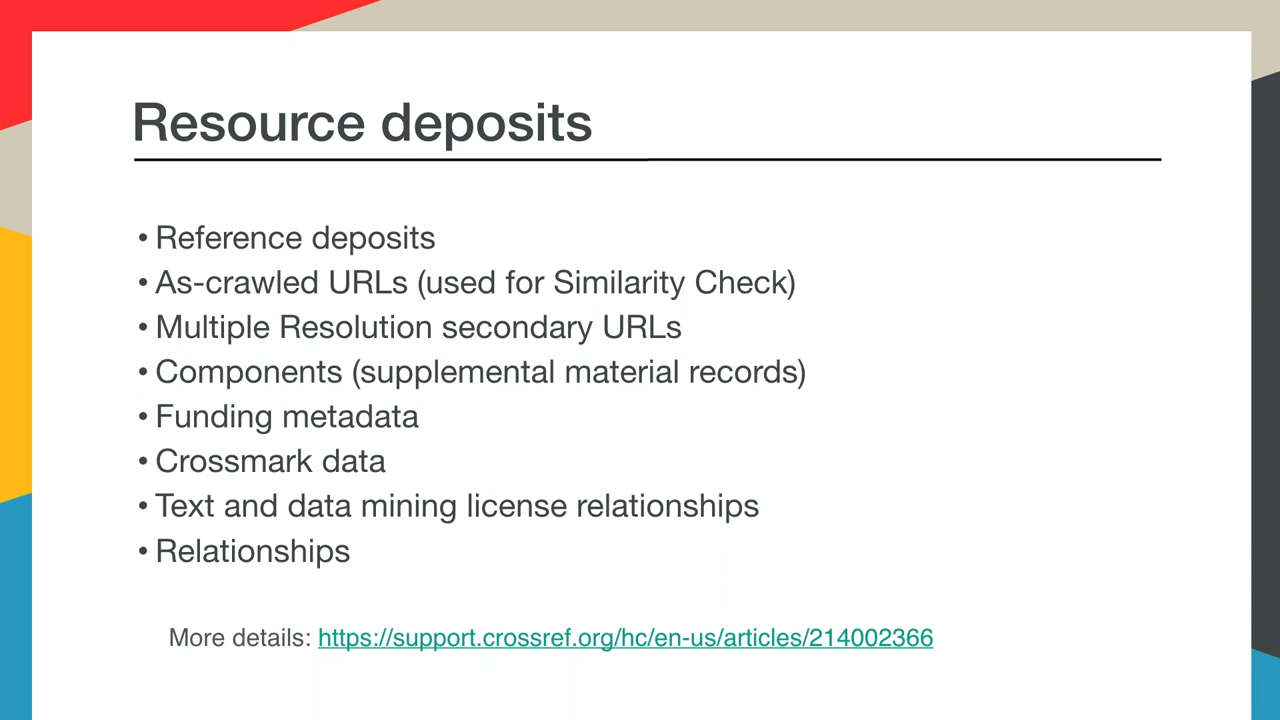 Resource deposits
• Reference deposits
• As-crawled URLs (used for Similarity Check)
• Multiple Resolution secondary URLs
• Components (supplemental material records)
• Funding metadata
• Crossmark data
• Text and data mining license relationships
• Relationships
More details: https://support.crossref.org/hc/en-us/articles/214002366